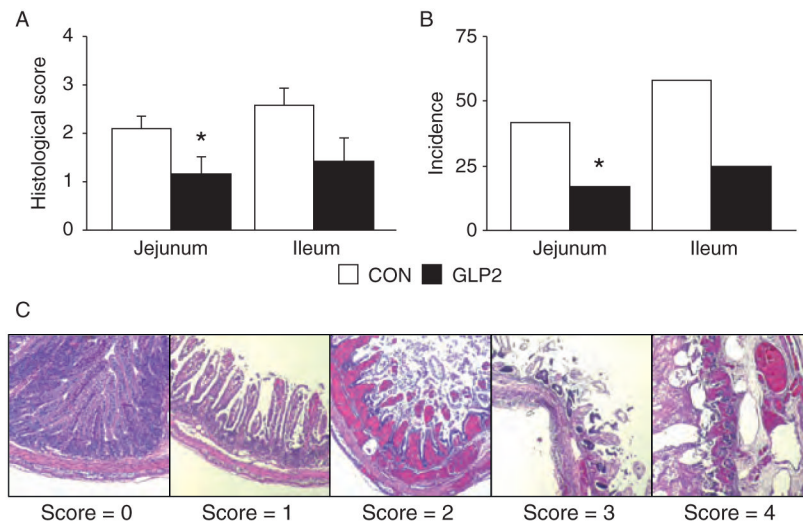 A
Histological score
4
3
2
1
0
*
Jejunum Ileum
B
Incidence
75
50
25
0
*
Jejunum Ileum
CON GLP2
C
Score = 0 Score = 1 Score = 2 Score = 3 Score = 4